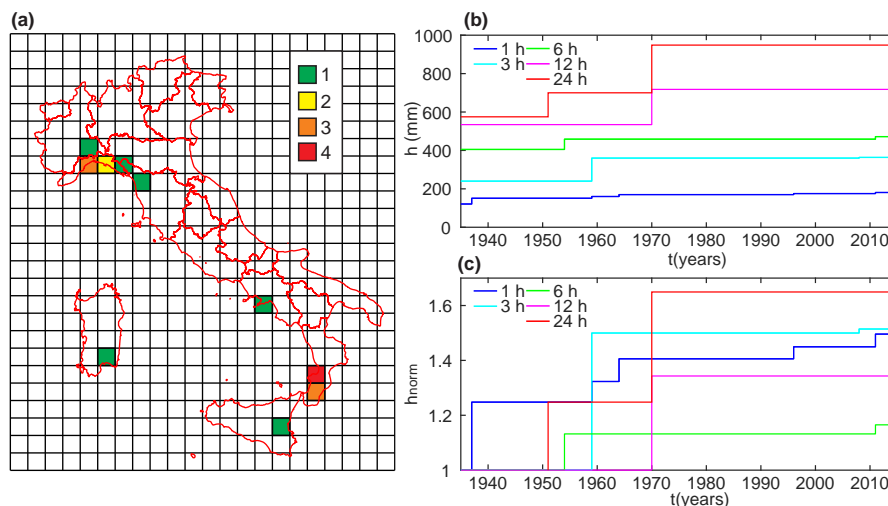 (a)
1
2
3
4
(b)
1000
800
600
400
200
0
h (mm)
1 h
3 h
6 h
12 h
24 h
1940 1950 1960 1970 1980 1990 2000 2010
t(years)
(c)
1.6
1.4
1.2
1
hnorm
1 h
3 h
6 h
12 h
24 h
1940 1950 1960 1970 1980 1990 2000 2010
t(years)